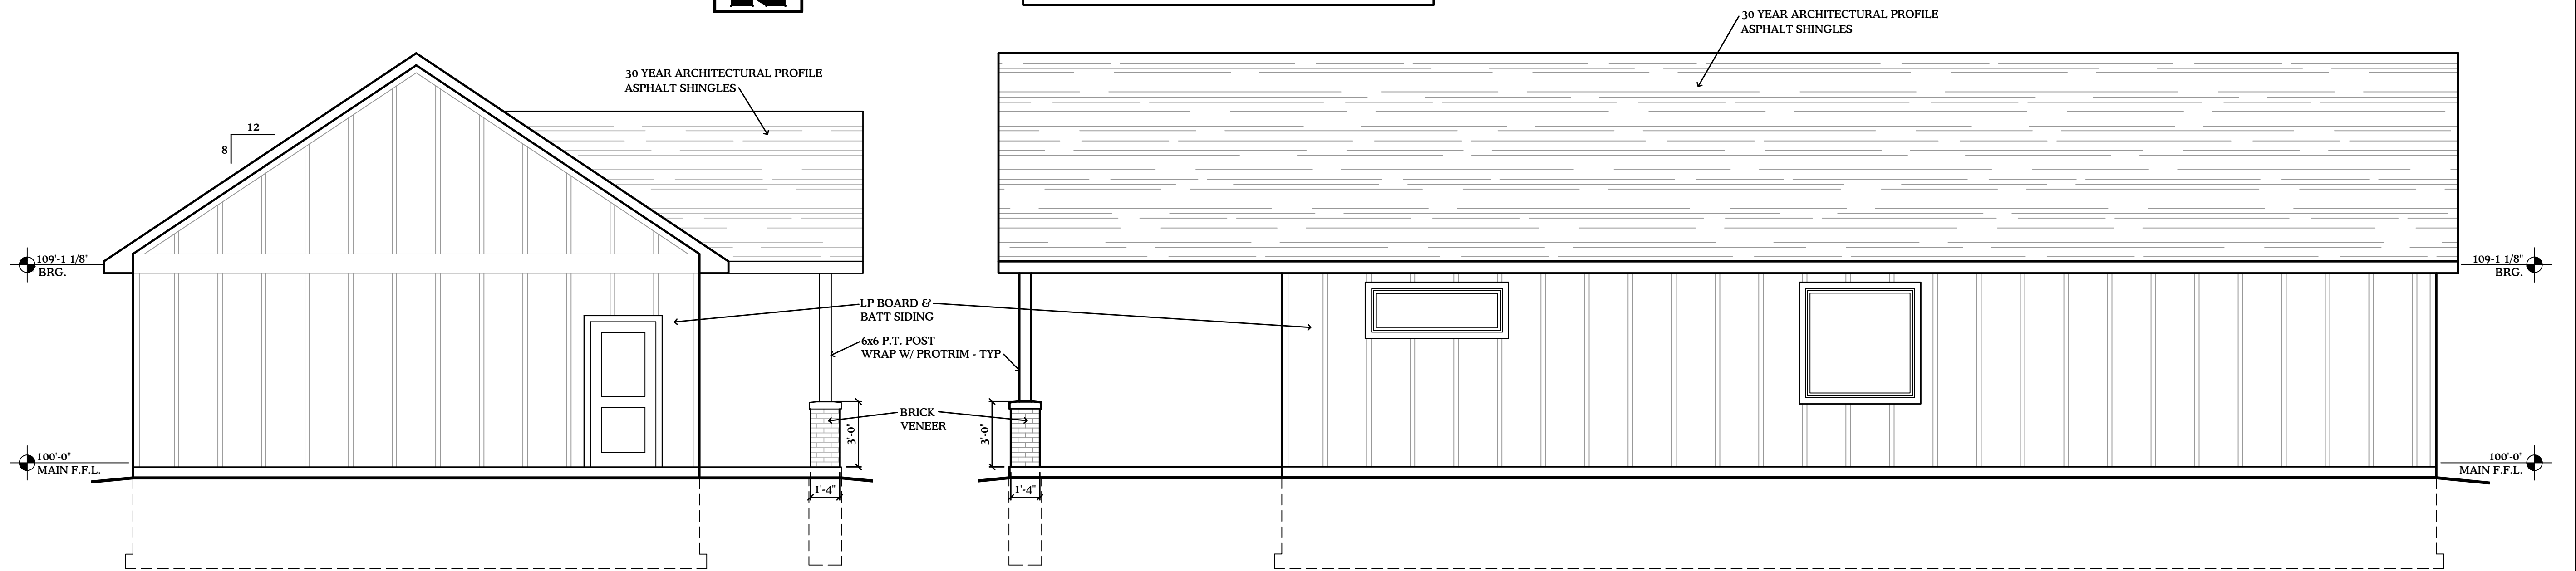 30 YEAR ARCHITECTURAL PROFILE
ASPHALT SHINGLES
12
8
109'-1 1/8"
BRG.
100'-0"
MAIN F.F.L.
LP BOARD &
BATT SIDING
6x6 P.T. POST
WRAP W/ PROTRIM - TYP
BRICK
VENEER
3'-0"
1'-4"
3'-0"
1'-4"
30 YEAR ARCHITECTURAL PROFILE
ASPHALT SHINGLES
109-1 1/8"
BRG.
100'-0"
MAIN F.F.L.